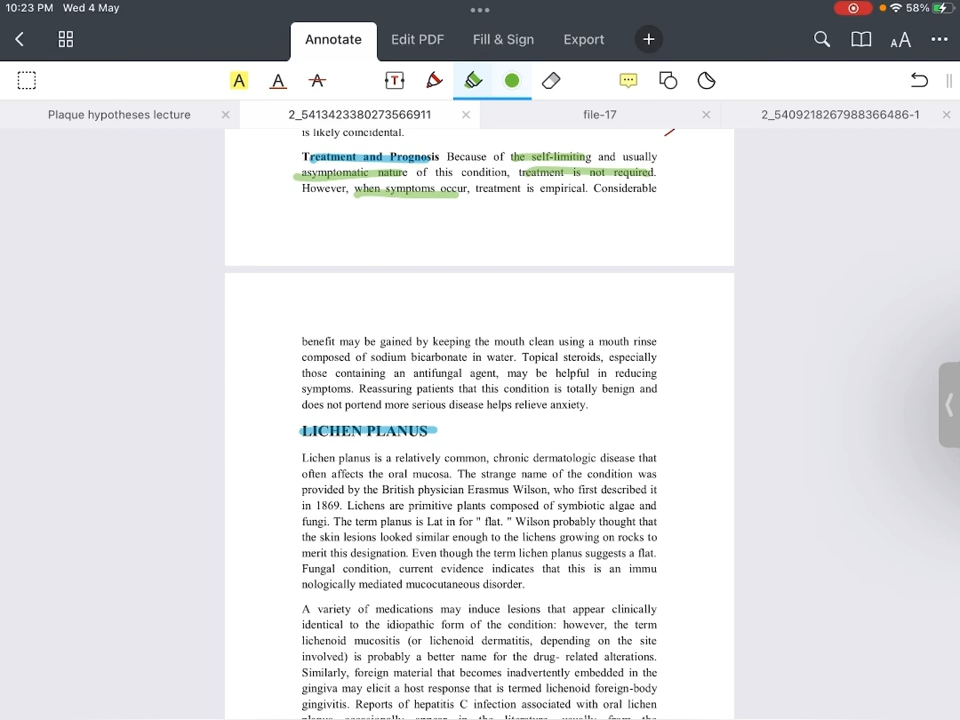 10:23 PM Wed 4 May
58%
Annotate
Edit PDF
Fill & Sign
Export
AA
A
A
A
T
Plaque hypotheses lecture
2_5413423380273566911
file-17
2_5409218267988366486-1
is likely coincidental.
Treatment and Prognosis Because of the self-limiting and usually
asymptomatic nature of this condition, treatment is not required.
However, when symptoms occur, treatment is empirical. Considerable
benefit may be gained by keeping the mouth clean using a mouth rinse
composed of sodium bicarbonate in water. Topical steroids, especially
those containing an antifungal agent, may be helpful in reducing
symptoms. Reassuring patients that this condition is totally benign and
does not portend more serious disease helps relieve anxiety.
LICHEN PLANUS
Lichen planus is a relatively common, chronic dermatologic disease that
often affects the oral mucosa. The strange name of the condition was
provided by the British physician Erasmus Wilson, who first described it
in 1869. Lichens are primitive plants composed of symbiotic algae and
fungi. The term planus is Lat in for " flat. " Wilson probably thought that
the skin lesions looked similar enough to the lichens growing on rocks to
merit this designation. Even though the term lichen planus suggests a flat.
Fungal condition, current evidence indicates that this is an immu
nologically mediated mucocutaneous disorder.
A variety of medications may induce lesions that appear clinically
identical to the idiopathic form of the condition: however, the term
lichenoid mucositis (or lichenoid dermatitis, depending on the site
involved) is probably a better name for the drug- related alterations.
Similarly, foreign material that becomes inadvertently embedded in the
gingiva may elicit a host response that is termed lichenoid foreign-body
gingivitis. Reports of hepatitis C infection associated with oral lichen
planus occasionally appear in the literature, usually from the